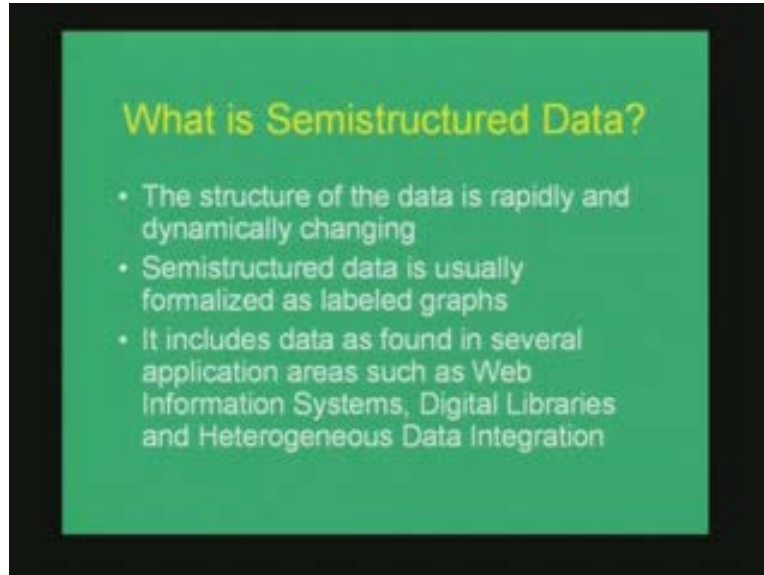 What is Semistructured Data?
• The structure of the data is rapidly and
dynamically changing
• Semistructured data is usually
formalized as labeled graphs
• It includes data as found in several
application areas such as Web
Information Systems, Digital Libraries
and Heterogeneous Data Integration